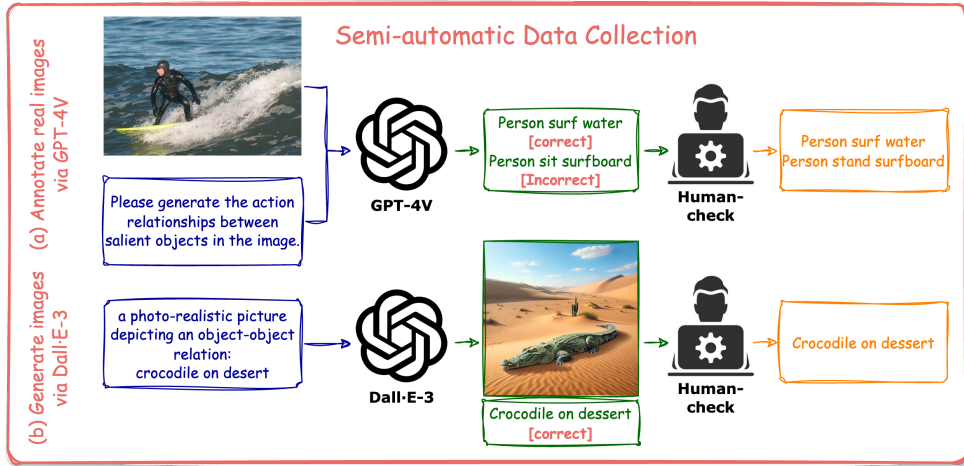 Semi-automatic Data Collection
(a) Annotate real images
via GPT-4V
Please generate the action
relationships between
salient objects in the image.
GPT-4V
Person surf water
[correct]
Person sit surfboard
[Incorrect]
Human-
check
Person surf water
Person stand surfboard
(b) Generate images
via Dall·E-3
a photo-realistic picture
depicting an object-object
relation:
crocodile on desert
Dall·E-3
Crocodile on dessert
[correct]
Human-
check
Crocodile on dessert